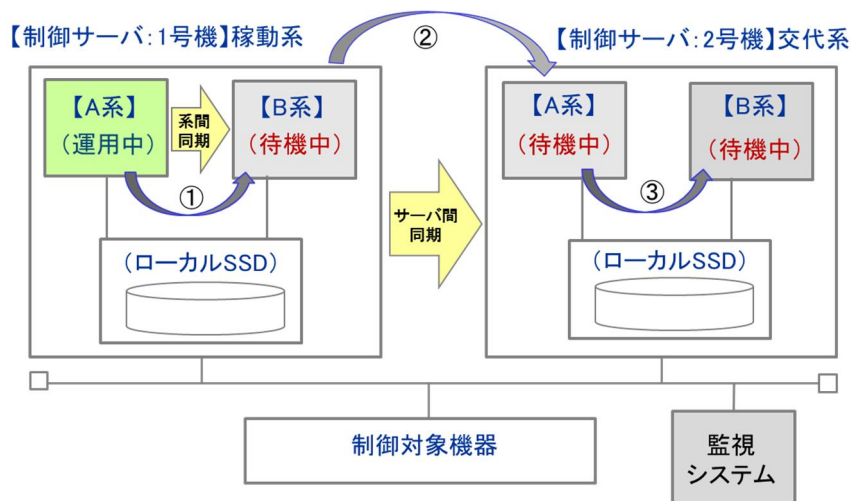 【制御サーバ:1号機】稼動系
②
【制御サーバ:2号機】交代系
【A系】
(運用中)
系間
同期
【B系】
(待機中)
①
(ローカルSSD)
サーバ間
同期
【A系】
(待機中)
【B系】
(待機中)
③
(ローカルSSD)
制御対象機器
監視
システム